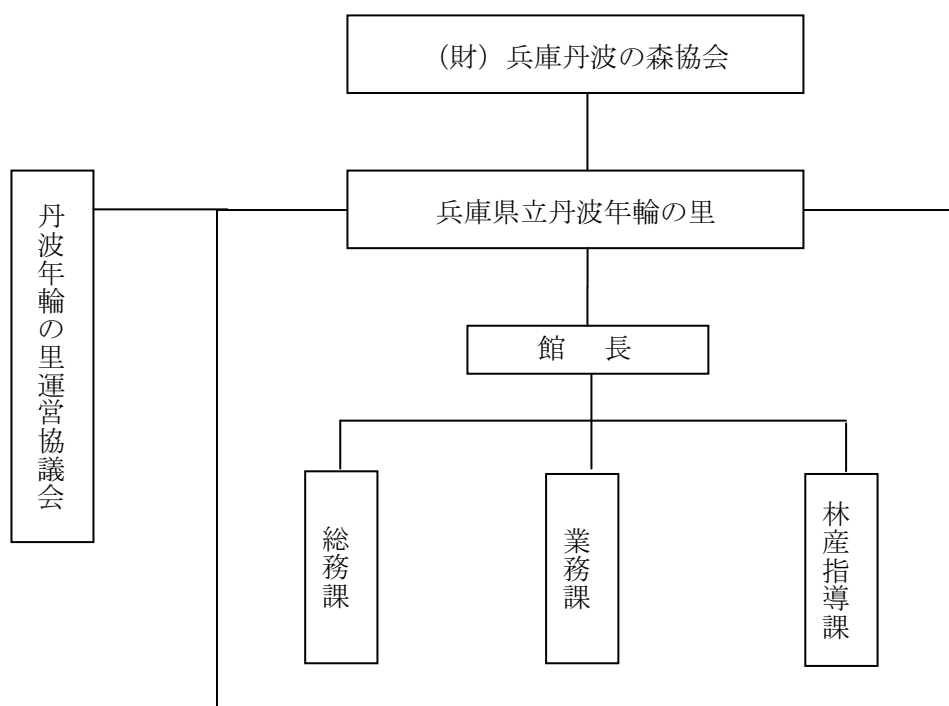 （財）兵庫丹波の森協会
兵庫県立丹波年輪の里
丹波年輪の里運営協議会
館　長
総務課
業務課
林産指導課